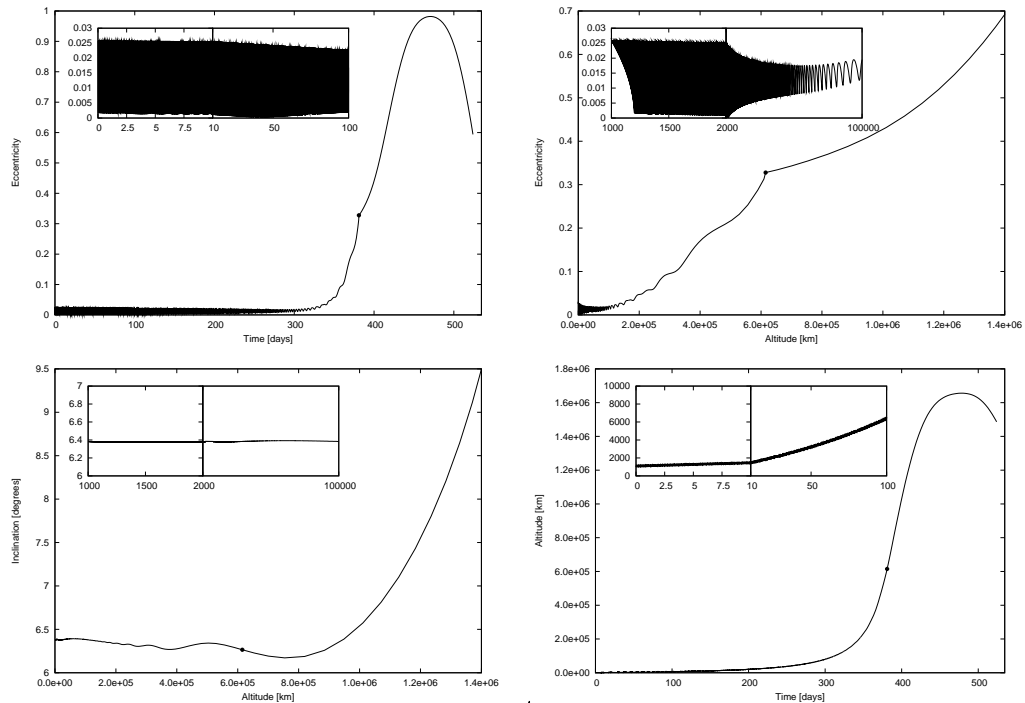 1
0.9
0.8
0.7
0.6
0.5
0.4
0.3
0.2
0.1
0
0 100 200 300 400 500
Time [days]
Eccentricity
0.03
0.025
0.02
0.015
0.01
0.005
0
0 2.5 5 7.5 10 50 100
0.7
0.6
0.5
0.4
0.3
0.2
0.1
0
0.0e+00 2.0e+05 4.0e+05 6.0e+05 8.0e+05 1.0e+06 1.2e+06 1.4e+06
Altitude [km]
Eccentricity
0.03
0.025
0.02
0.015
0.01
0.005
0
1000 1500 2000 100000
9.5
9
8.5
8
7.5
7
6.5
6
0.0e+00 2.0e+05 4.0e+05 6.0e+05 8.0e+05 1.0e+06 1.2e+06 1.4e+06
Altitude [km]
Inclination [degrees]
7
6.8
6.6
6.4
6.2
6
1000 1500 2000 100000
1.8e+06
1.6e+06
1.4e+06
1.2e+06
1.0e+06
8.0e+05
6.0e+05
4.0e+05
2.0e+05
0.0e+00
0 100 200 300 400 500
Time [days]
Altitude [km]
10000
8000
6000
4000
2000
0
0 2.5 5 7.5 10 50 100